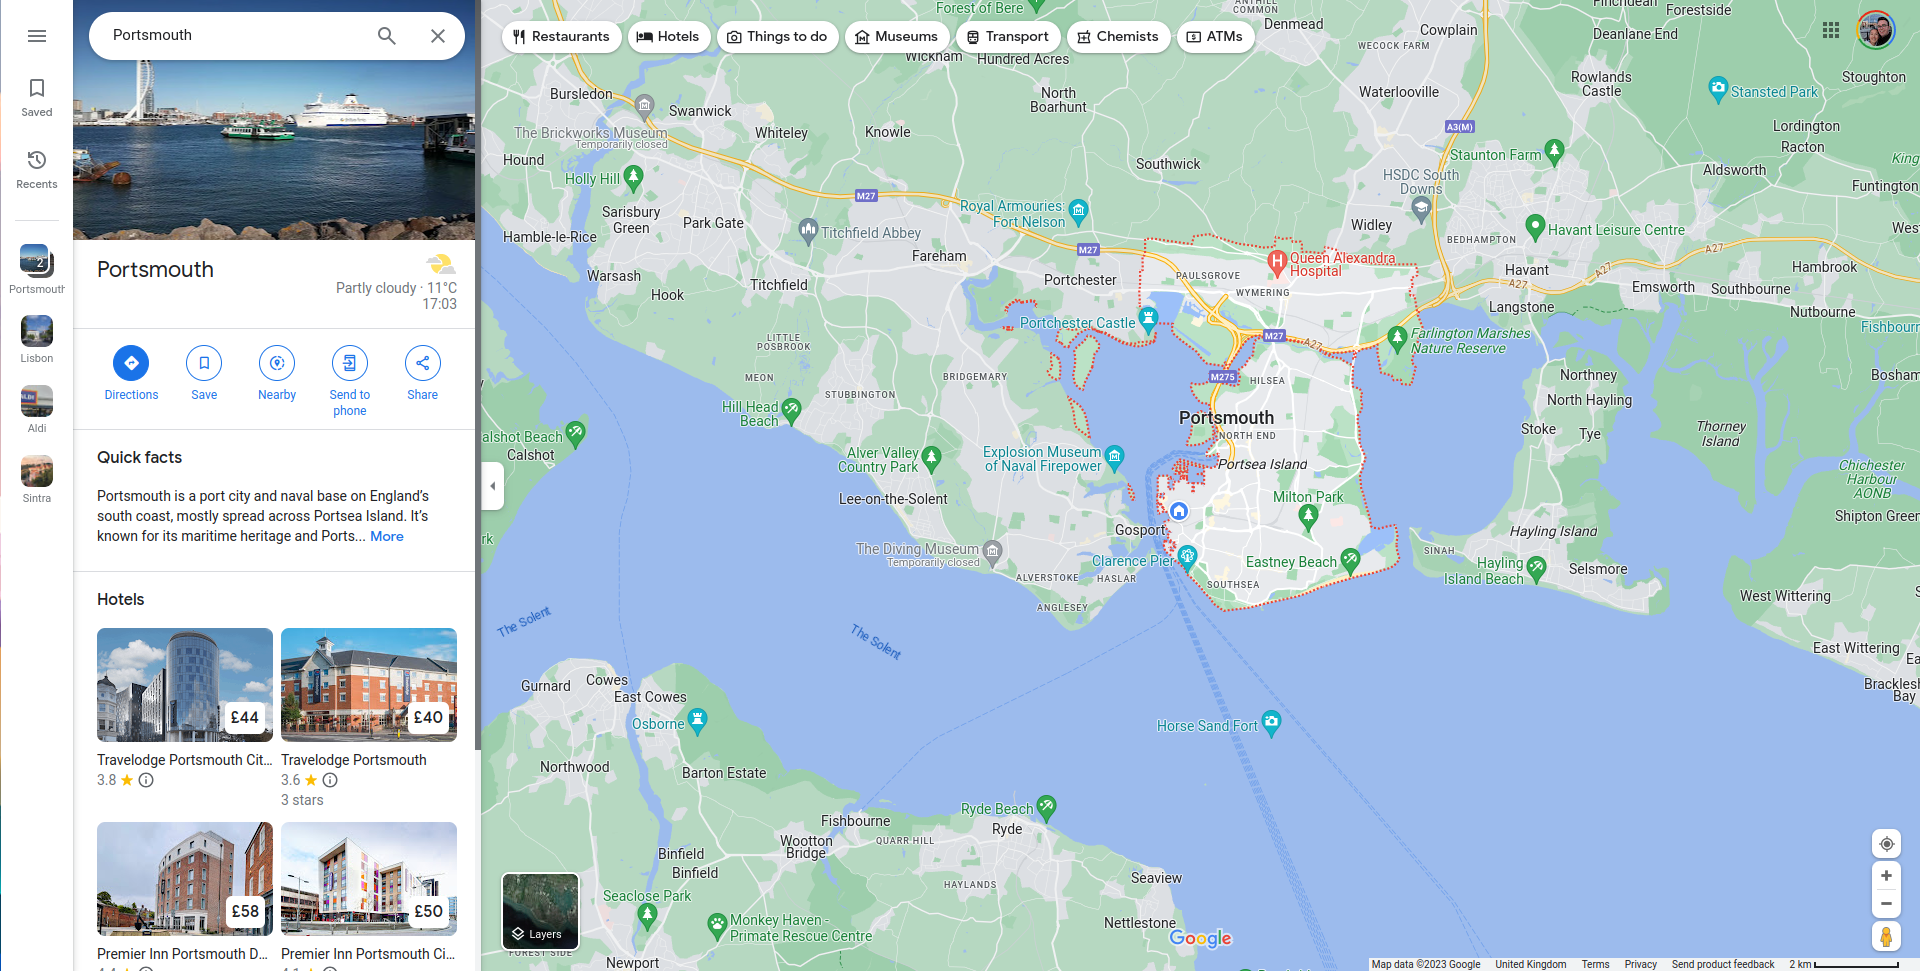 Portsmouth
Saved
Recents
2
Portsmouth
Lisbon
Aldi
Sintra
Portsmouth
Partly cloudy · 11°C
17:03
Directions
Save
Nearby
Send to
phone
Share
Quick facts
Portsmouth is a port city and naval base on England's
south coast, mostly spread across Portsea Island. It's
known for its maritime heritage and Ports... More
Hotels
£44
£40
Travelodge Portsmouth Cit...
3.8
Travelodge Portsmouth
3.6
3 stars
£58
£50
Premier Inn Portsmouth D...
Premier Inn Portsmouth Ci...
Restaurants
Hotels
Things to do
Museums
Transport
Chemists
ATMs
Forest of Bere
ANTHILL
COMMON
Denmead
Forestside
Cowplain
Deanlane End
WECOCK FARM
Wickham
Hundred Acres
Rowlands
Castle
Stoughton
Bursledon
Swanwick
North
Boarhunt
Waterlooville
Stansted Park
The Brickworks Museum
Temporarily closed
Whiteley
Knowle
A3(M)
Lordington
Racton
Hound
Southwick
Staunton Farm
Aldsworth
Holly Hill
HSDC South
Downs
Funtington
M27
Sarisbury
Green
Park Gate
Royal Armouries:
Fort Nelson
Widley
Titchfield Abbey
Havant Leisure Centre
Hamble-le-Rice
BEDHAMPTON
M27
A27
Fareham
Queen Alexandra
Hospital
Warsash
Porchester
PAULSGROVE
Havant
A27
Hambrook
Titchfield
WYMERING
A27
Emsworth
Southbourne
Hook
Langstone
Nutbourne
Portchester Castle
Fishbourn
LITTLE
POSBROOK
M27
A27
Farlington Marshes
Nature Reserve
MEON
BRIDGEMARY
M275
HILSEA
Northney
Bosham
STUBBINGTON
North Hayling
Hill Head
Beach
Portsmouth
NORTH END
Stoke
Tye
Thorney
Island
Calshot Beach
Calshot
Alver Valley
Country Park
Explosion Museum
of Naval Firepower
Portsea Island
Chichester
Harbour
AONB
Lee-on-the-Solent
Milton Park
Shipton Green
Gosport
Hayling Island
The Diving Museum
Temporarily closed
Clarence Pier
Eastney Beach
SINAH
Hayling
Island Beach
Selsmore
ALVERSTOKE
HASLAR
SOUTHSEA
ANGLESEY
West Wittering
The Solent
The Solent
East Wittering
Gurnard
Cowes
East Cowes
Bracklesh
Bay
Osborne
Horse Sand Fort
Northwood
Barton Estate
Ryde Beach
Ryde
Fishbourne
Wootton
Bridge
QUARR HILL
Binfield
Binfield
HAYLANDS
Seaview
Seaclose Park
Monkey Haven -
Primate Rescue Centre
Nettlestone
Layers
FOREST SIDE
Newport
Google
Map data ©2023 Google
United Kingdom
Terms
Privacy
Send product feedback
2 km